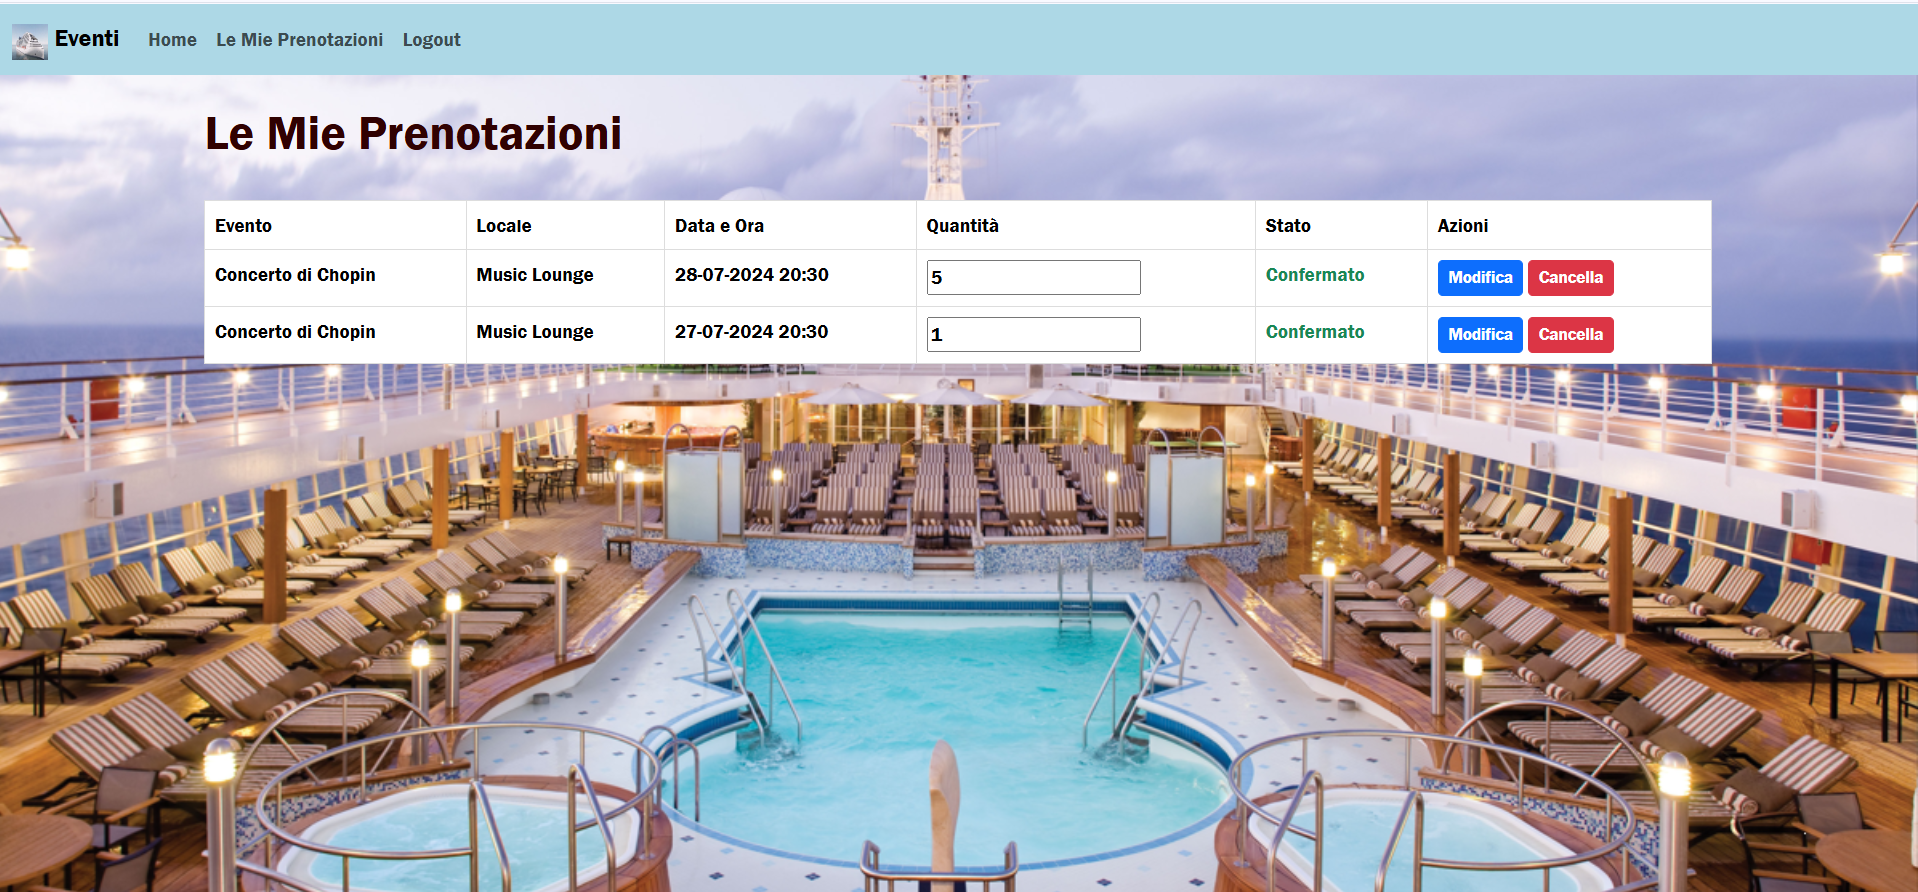 Eventi Home Le Mie Prenotazioni Logout
Le Mie Prenotazioni
Evento Locale Data e Ora Quantità Stato Azioni
Concerto di Chopin Music Lounge 28-07-2024 20:30 5 Confermato Modifica Cancella
Concerto di Chopin Music Lounge 27-07-2024 20:30 1 Confermato Modifica Cancella